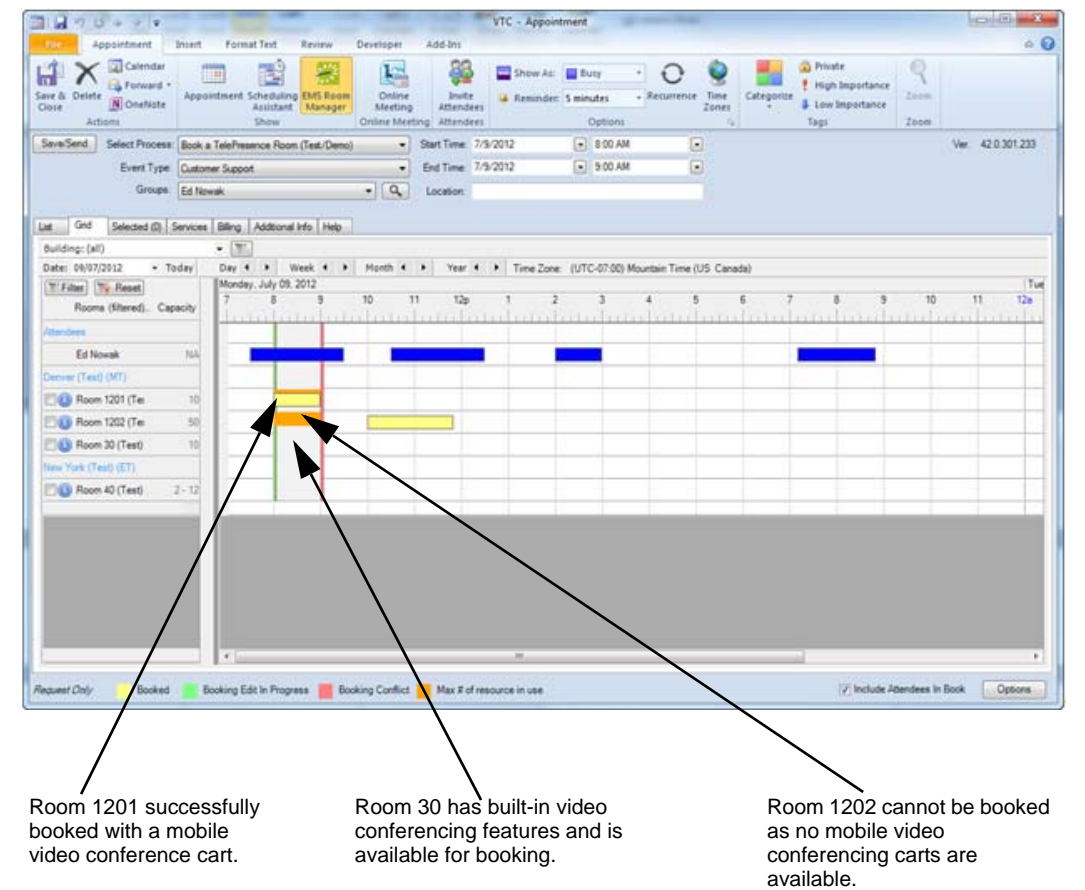 VTC - Appointment
File Appointment Insert Format Text Review Developer Add-Ins
Save & Close Delete Calendar Forward OneNote
Actions
Appointment Scheduling Assistant EMS Room Manager
Show
Online Meeting
Online Meeting
Invite Attendees
Attendees
Show As: Busy
Reminder: 5 minutes
Recurrence Time Zones
Options
Categorize Private High Importance Low Importance
Tags
Zoom
Zoom
Save/Send Select Process: Book a TelePresence Room (Test/Demo) Start Time: 7/9/2012 8:00 AM Ver. 42.0.301.233
Event Type: Customer Support End Time: 7/9/2012 9:00 AM
Groups: Ed Nowak Location:
List Grid Selected (0) Services Billing Additional Info Help
Building: (all)
Date: 09/07/2012 Today Day Week Month Year Time Zone: (UTC-07:00) Mountain Time (US Canada)
Filter Reset Monday, July 09, 2012 Tue
Rooms (filtered).. Capacity 7 8 9 10 11 12p 1 2 3 4 5 6 7 8 9 10 11 12a
Attendees
Ed Nowak NA
Denver (Test) (MT)
Room 1201 (Te 10
Room 1202 (Te 50
Room 30 (Test) 10
New York (Test) (ET)
Room 40 (Test) 2 - 12
Request Only Booked Booking Edit In Progress Booking Conflict Max # of resource in use Include Attendees In Book Options
Room 1201 successfully
booked with a mobile
video conference cart.
Room 30 has built-in video
conferencing features and is
available for booking.
Room 1202 cannot be booked
as no mobile video
conferencing carts are
available.